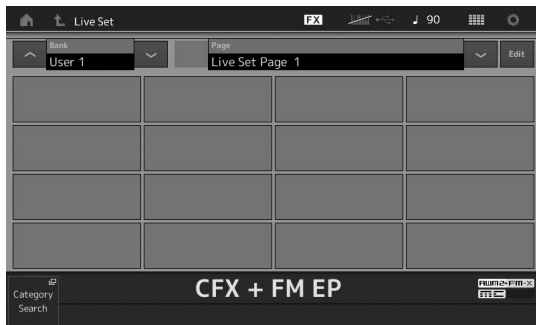 Live Set FX ♩ 90
Bank
User 1
Page
Live Set Page 1
Edit
CFX + FM EP
AWM2+FM-X
Category
Search